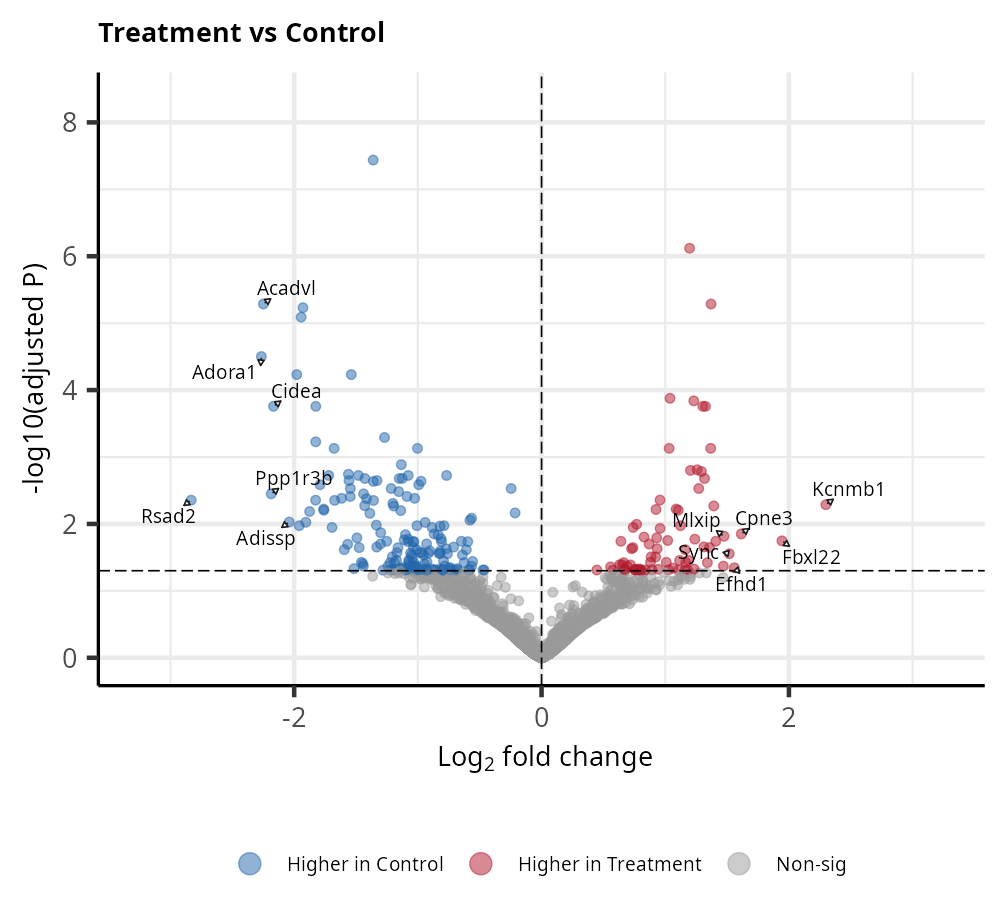 Treatment vs Control
-log10(adjusted P)
8
6
4
2
0
Acadvl
Adora1
Cidea
Ppp1r3b
Rsad2
Adissp
Kcnmb1
Mlxip
Cpne3
Sync
Fbxl22
Efhd1
-2
0
2
Log2 fold change
Higher in Control
Higher in Treatment
Non-sig